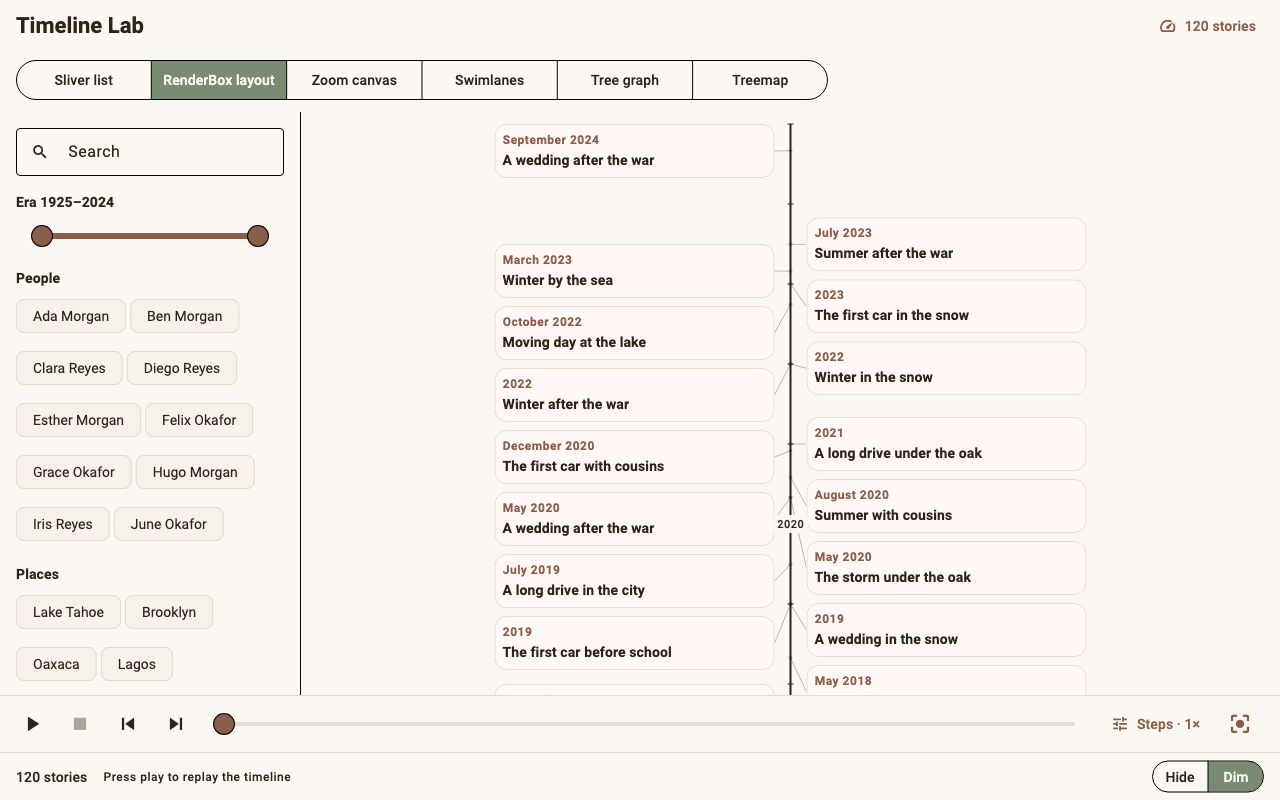 Timeline Lab
120 stories
Sliver list
RenderBox layout
Zoom canvas
Swimlanes
Tree graph
Treemap
Search
Era 1925–2024
People
Ada Morgan
Ben Morgan
Clara Reyes
Diego Reyes
Esther Morgan
Felix Okafor
Grace Okafor
Hugo Morgan
Iris Reyes
June Okafor
Places
Lake Tahoe
Brooklyn
Oaxaca
Lagos
September 2024
A wedding after the war
July 2023
Summer after the war
March 2023
Winter by the sea
2023
The first car in the snow
October 2022
Moving day at the lake
2022
Winter in the snow
2022
Winter after the war
2021
A long drive under the oak
December 2020
The first car with cousins
August 2020
Summer with cousins
May 2020
A wedding after the war
2020
May 2020
The storm under the oak
July 2019
A long drive in the city
2019
A wedding in the snow
2019
The first car before school
May 2018
Steps · 1×
120 stories
Press play to replay the timeline
Hide
Dim